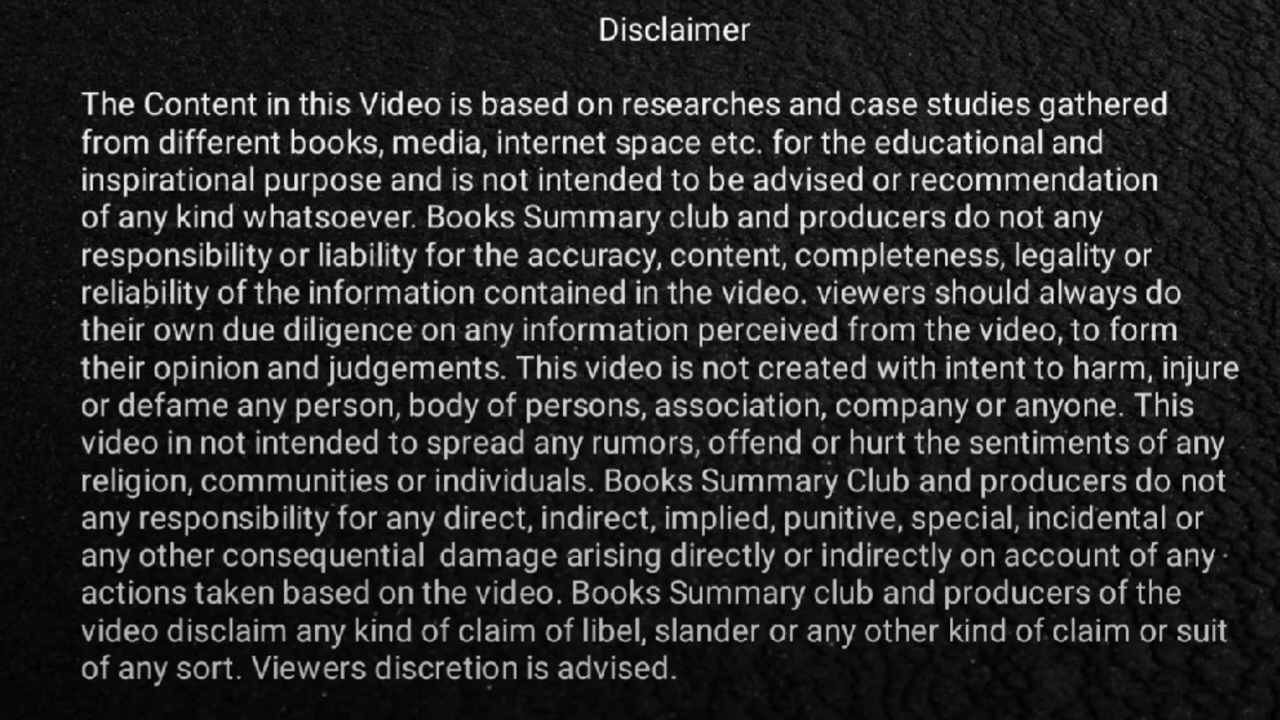 Disclaimer
The Content in this Video is based on researches and case studies gathered
from different books, media, internet space etc. for the educational and
inspirational purpose and is not intended to be advised or recommendation
of any kind whatsoever. Books Summary club and producers do not any
responsibility or liability for the accuracy, content, completeness, legality or
reliability of the information contained in the video. viewers should always do
their own due diligence on any information perceived from the video, to form
their opinion and judgements. This video is not created with intent to harm, injure
or defame any person, body of persons, association, company or anyone. This
video in not intended to spread any rumors, offend or hurt the sentiments of any
religion, communities or individuals. Books Summary Club and producers do not
any responsibility for any direct, indirect, implied, punitive, special, incidental or
any other consequential  damage arising directly or indirectly on account of any
actions taken based on the video. Books Summary club and producers of the
video disclaim any kind of claim of libel, slander or any other kind of claim or suit
of any sort. Viewers discretion is advised.